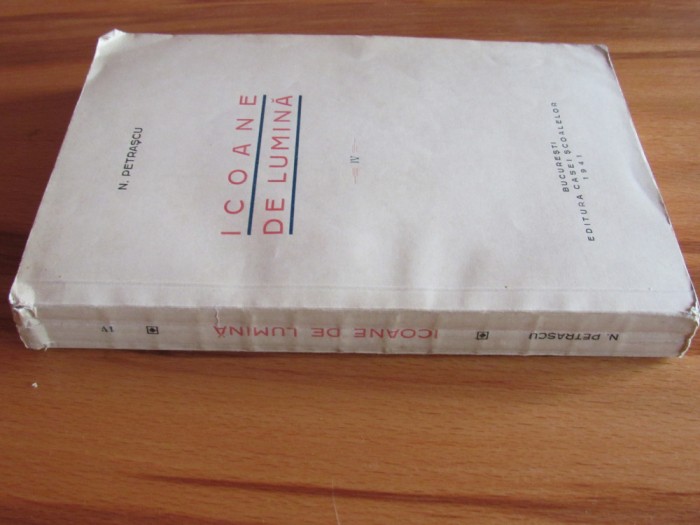 N. PETRAȘCU
ICOANE
DE LUMINĂ
IV
BUCUREȘTI
EDITURA CASEI ȘCOALELOR
1941
N. PETRAȘCU
ICOANE DE LUMINĂ
IV